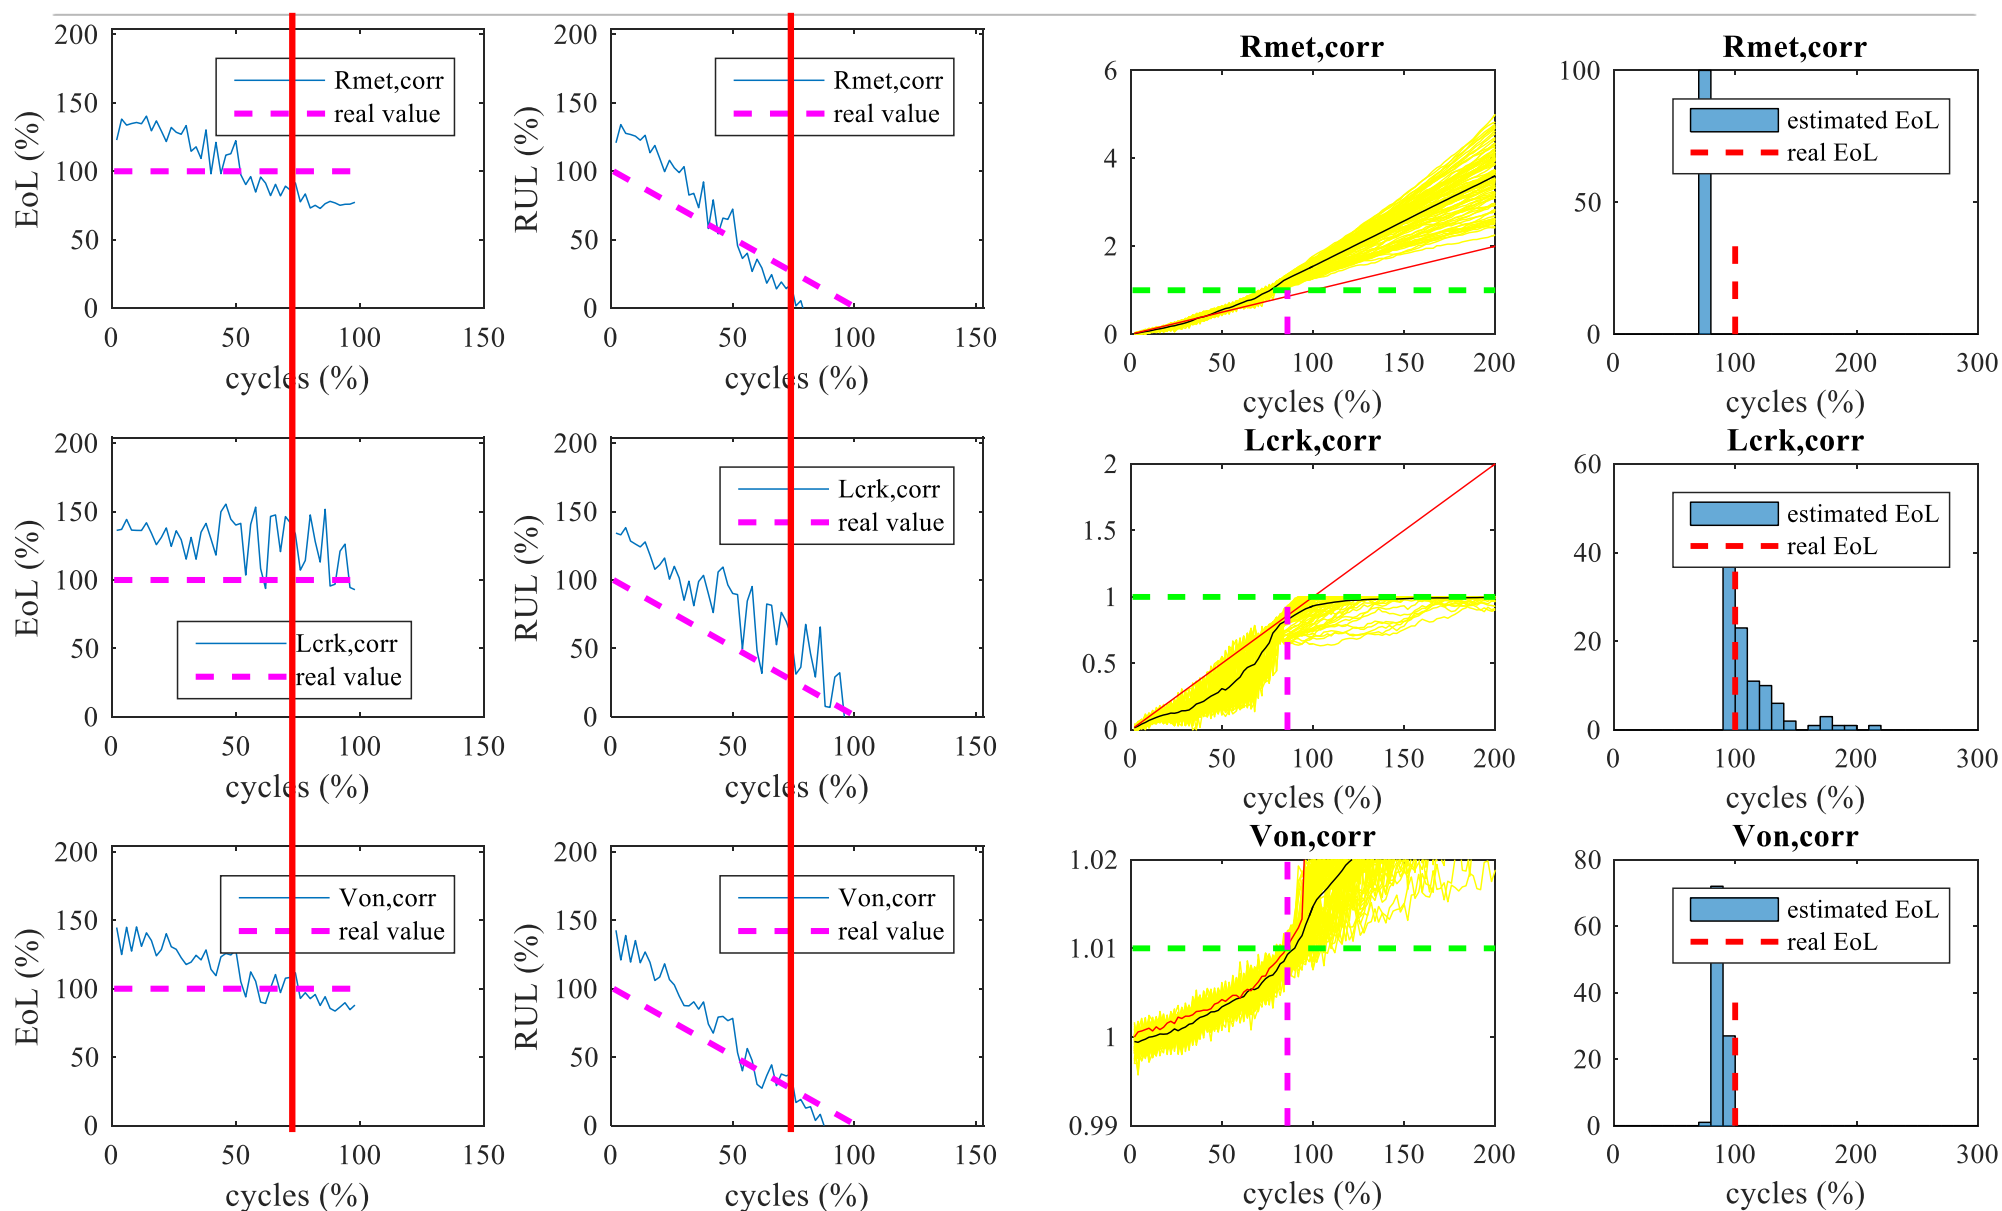 200
150
100
50
0
EoL (%)
Rmet,corr
real value
0 50 100 150
cycles (%)
200
150
100
50
0
RUL (%)
Rmet,corr
real value
0 50 100 150
cycles (%)
Rmet,corr
6
4
2
0
0 50 100 150 200
cycles (%)
Rmet,corr
100
50
0
estimated EoL
real EoL
0 100 200 300
cycles (%)
200
150
100
50
0
EoL (%)
Lcrk,corr
real value
0 50 100 150
cycles (%)
200
150
100
50
0
RUL (%)
Lcrk,corr
real value
0 50 100 150
cycles (%)
Lcrk,corr
2
1.5
1
0.5
0
0 50 100 150 200
cycles (%)
Lcrk,corr
60
40
20
0
estimated EoL
real EoL
0 100 200 300
cycles (%)
200
150
100
50
0
EoL (%)
Von,corr
real value
0 50 100 150
cycles (%)
200
150
100
50
0
RUL (%)
Von,corr
real value
0 50 100 150
cycles (%)
Von,corr
1.02
1.01
1
0.99
0 50 100 150 200
cycles (%)
Von,corr
80
60
40
20
0
estimated EoL
real EoL
0 100 200 300
cycles (%)